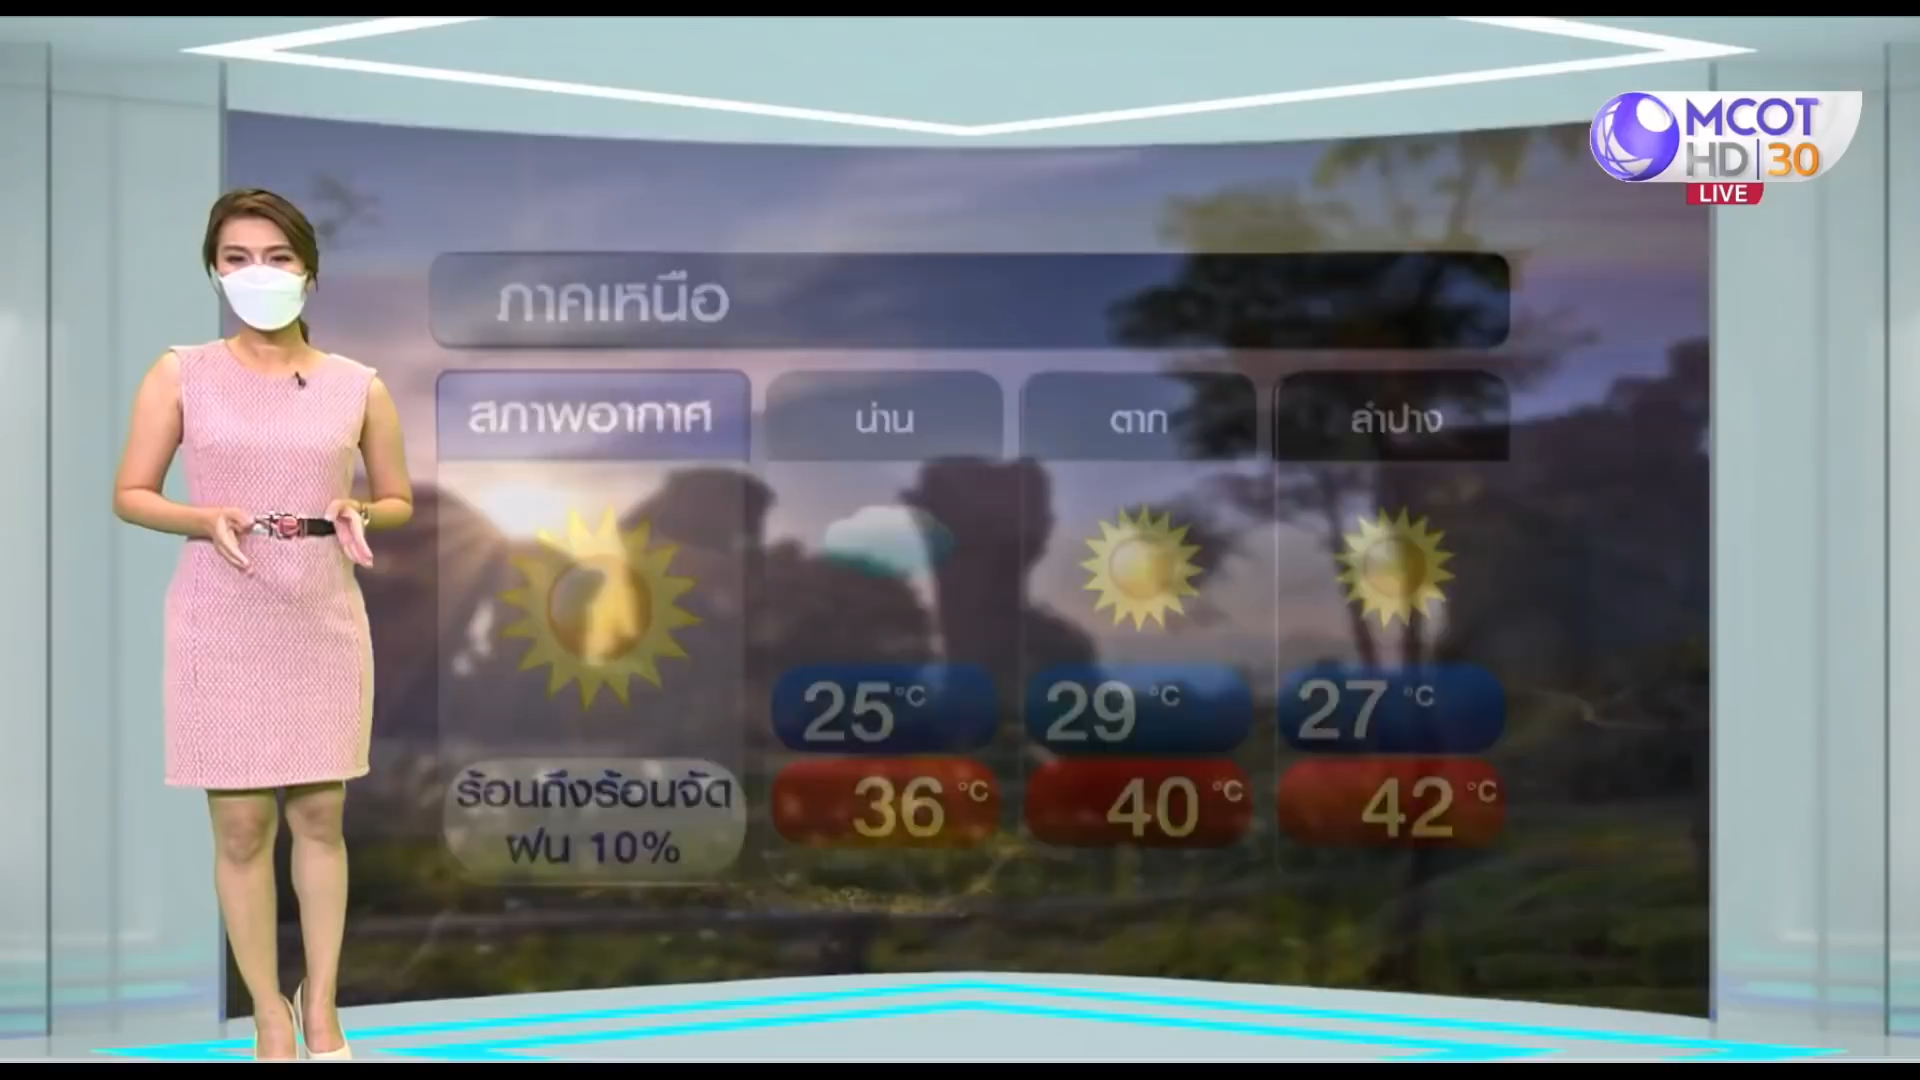 MCOT
HD 30
LIVE
ภาคเหนือ
สภาพอากาศ น่าน ตาก ลำปาง
25°C 29°C 27°C
36°C 40°C 42°C
ร้อนถึงร้อนจัด
ฝน 10%